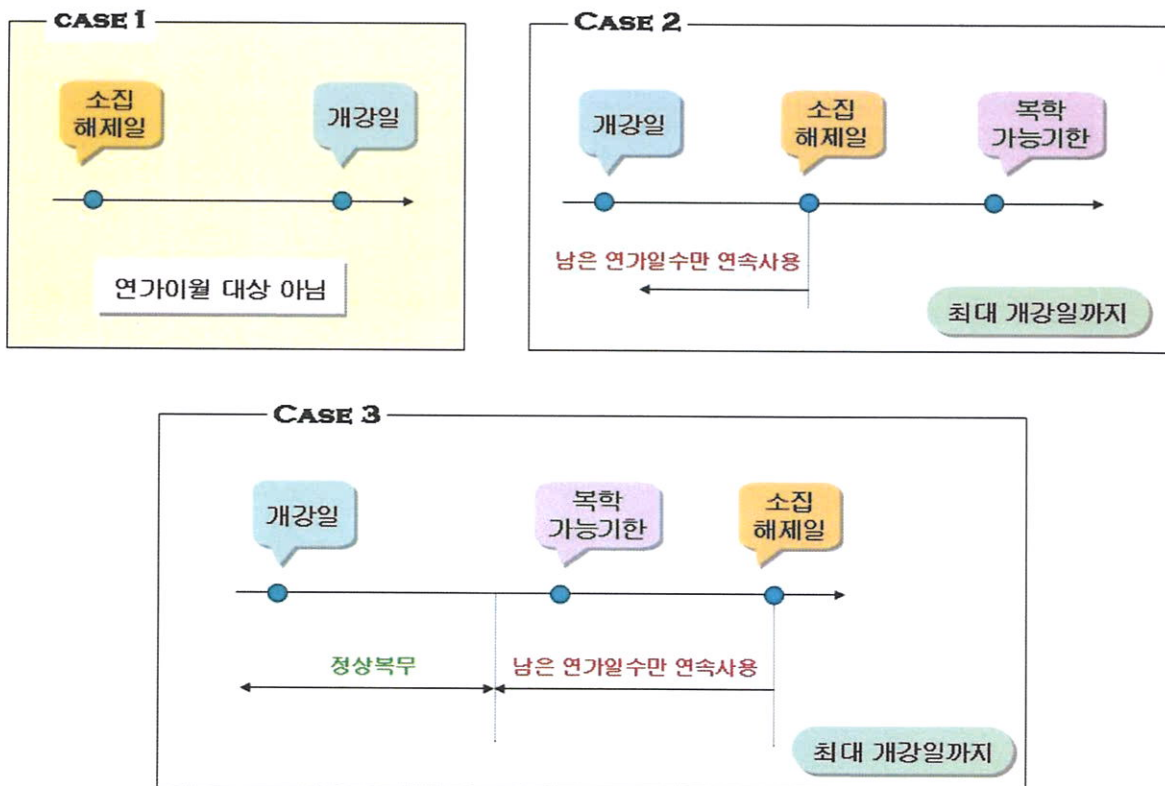 CASE 1
소집
해제일
개강일
연가이월 대상 아님
CASE 2
개강일
소집
해제일
복학
가능기한
남은 연가일수만 연속사용
최대 개강일까지
CASE 3
개강일
복학
가능기한
소집
해제일
정상복무
남은 연가일수만 연속사용
최대 개강일까지